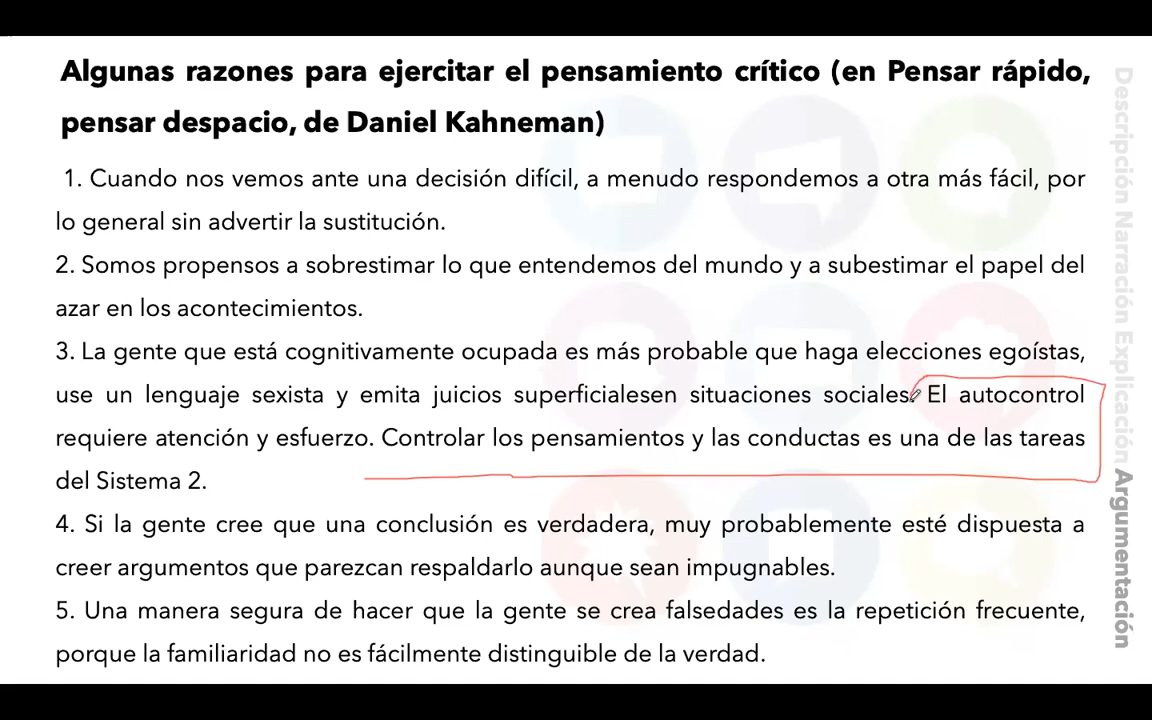 Algunas razones para ejercitar el pensamiento crítico (en Pensar rápido,
pensar despacio, de Daniel Kahneman)
1. Cuando nos vemos ante una decisión difícil, a menudo respondemos a otra más fácil, por
lo general sin advertir la sustitución.
2. Somos propensos a sobrestimar lo que entendemos del mundo y a subestimar el papel del
azar en los acontecimientos.
3. La gente que está cognitivamente ocupada es más probable que haga elecciones egoístas,
use un lenguaje sexista y emita juicios superficialesen situaciones sociales. El autocontrol
requiere atención y esfuerzo. Controlar los pensamientos y las conductas es una de las tareas
del Sistema 2.
4. Si la gente cree que una conclusión es verdadera, muy probablemente esté dispuesta a
creer argumentos que parezcan respaldarlo aunque sean impugnables.
5. Una manera segura de hacer que la gente se crea falsedades es la repetición frecuente,
porque la familiaridad no es fácilmente distinguible de la verdad.
Descripción Narración Explicación Argumentación